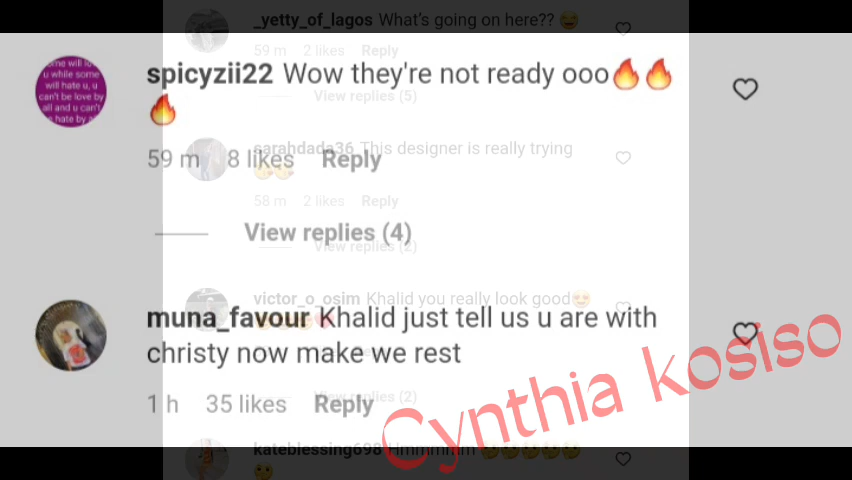 _yetty_of_lagos What's going on here?? 😂
59 m 2 likes Reply
View replies (5)
spicyzii22 Wow they're not ready ooo🔥🔥
🔥
59 m 8 likes Reply
sarahdada36 This designer is really trying
58 m 2 likes Reply
View replies (4)
View replies (2)
victor_o_osim Khalid you really look good😍
muna_favour Khalid just tell us u are with
christy now make we rest
View replies (2)
1 h 35 likes Reply
Cynthia kosiso
kateblessing698 Hmmmmm 🤔🤔🤔🤔🤔
🤔